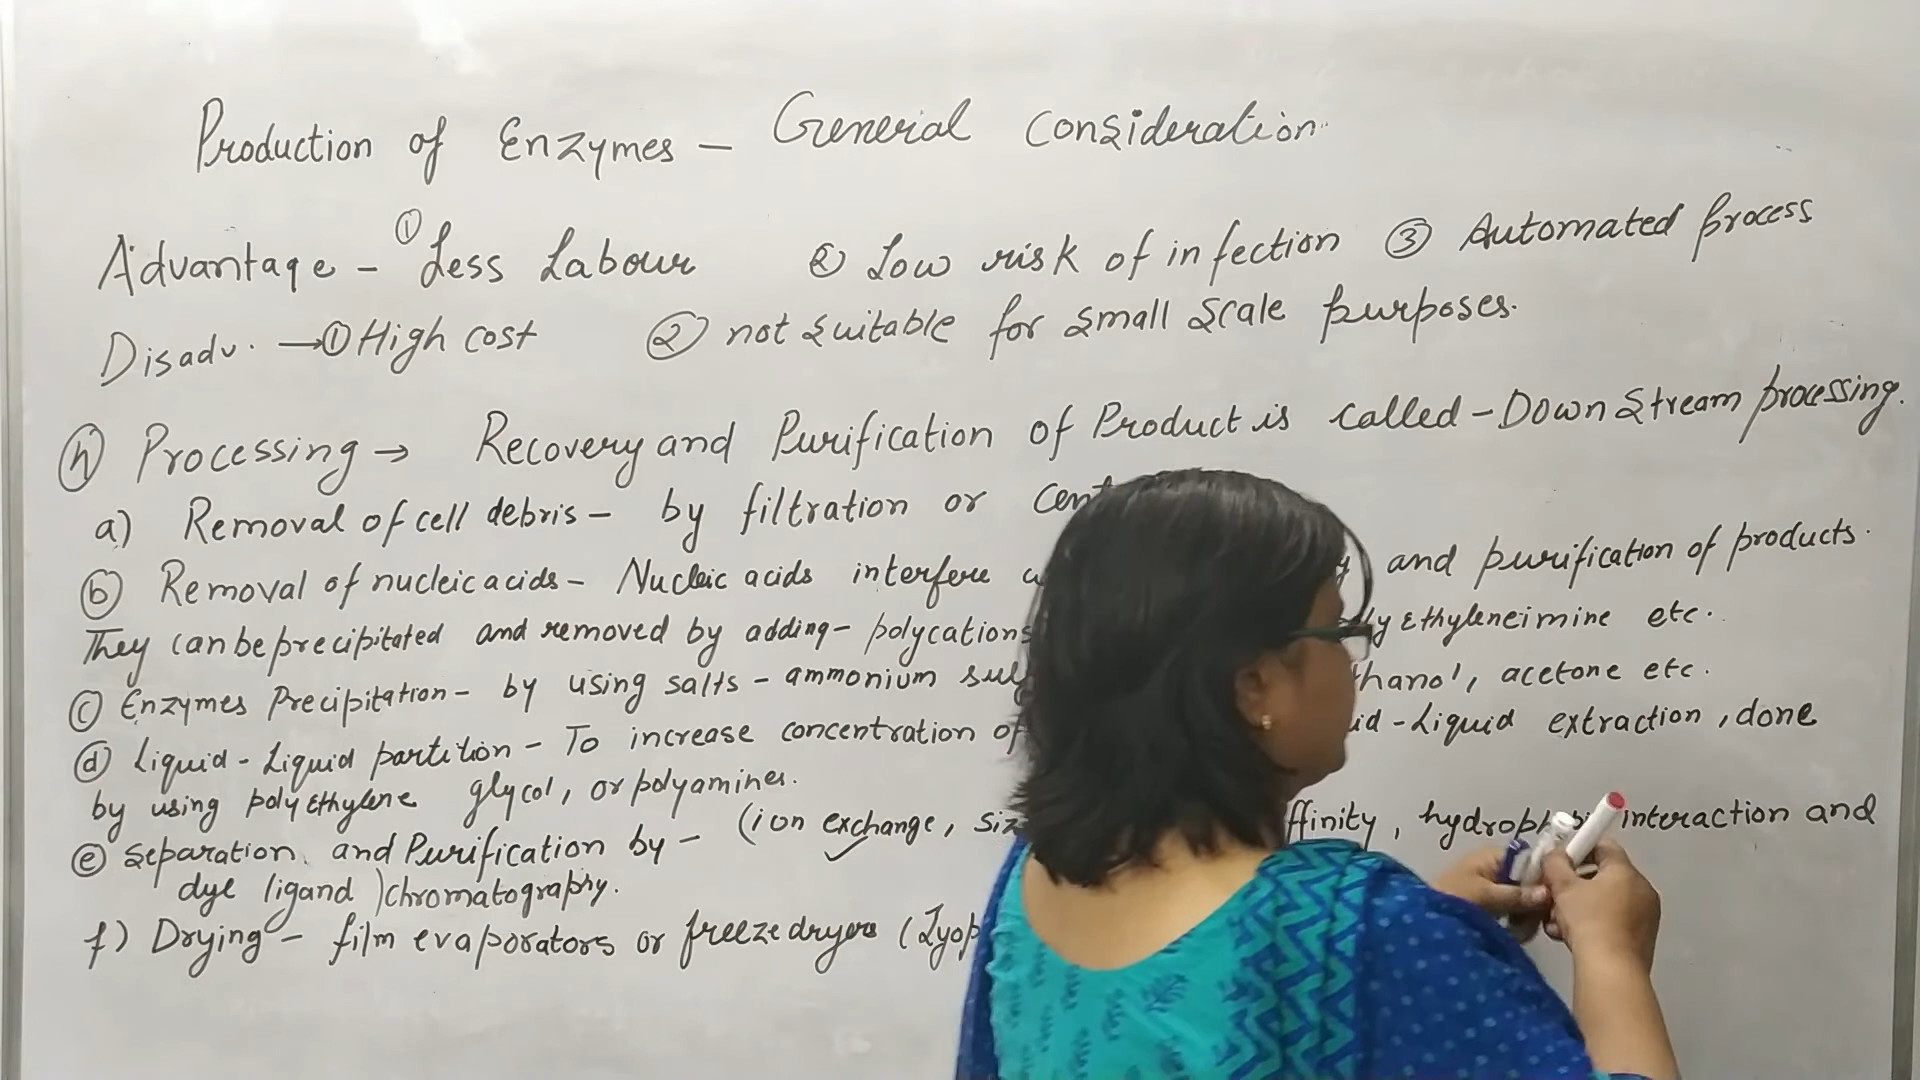 Production of Enzymes – General Consideration
Advantage – ① Less Labour ② Low risk of infection ③ Automated process
Disadv. → ① High cost ② not suitable for small scale purposes.
ⓗ Processing → Recovery and Purification of Product is called – Down Stream processing.
a) Removal of cell debris – by filtration or
ⓑ Removal of nucleic acids – Nucleic acids interfere and purification of products.
They can be precipitated and removed by adding – polycations Ethyleneimine etc.
ⓒ Enzymes Precipitation – by using salts – ammonium acetone etc.
ⓓ Liquid - Liquid partition – To increase concentration of - Liquid extraction, done
by using polyEthylene glycol, or polyamines.
ⓔ Separation and Purification by – (ion exchange, interaction and
dye ligand) chromatography.
f) Drying – film evaporators or freeze dryers